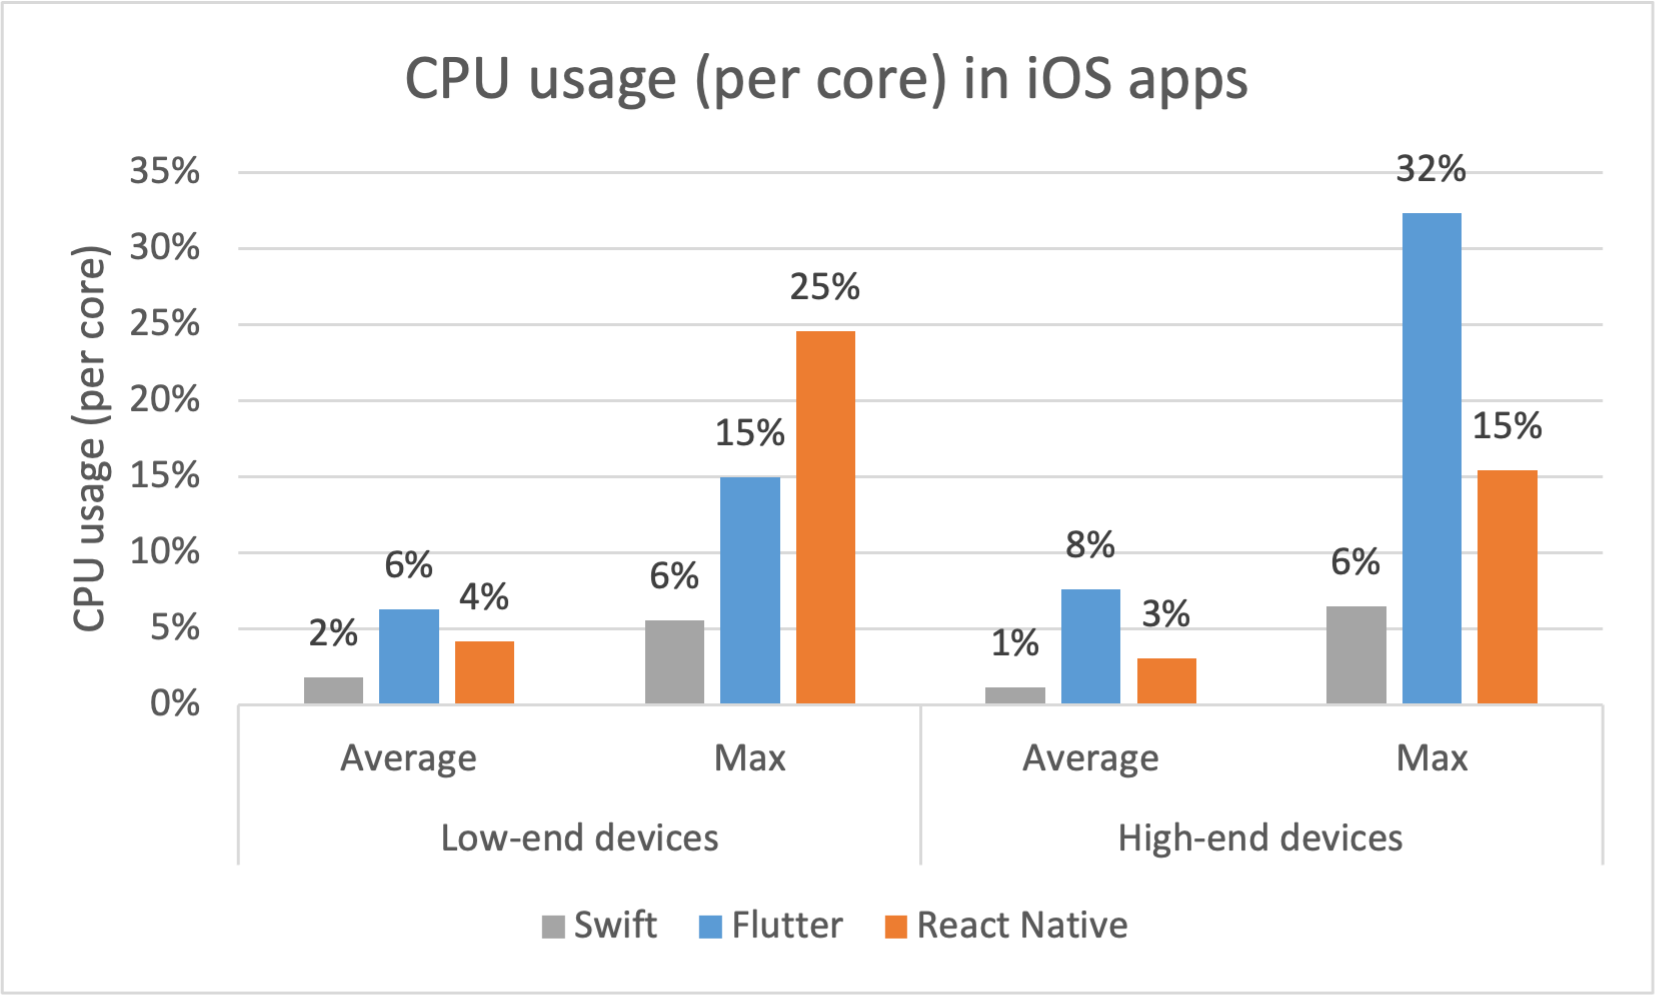 CPU usage (per core) in iOS apps
CPU usage (per core)
35%
30%
25%
20%
15%
10%
5%
0%
2%
6%
4%
6%
15%
25%
1%
8%
3%
6%
32%
15%
Average
Max
Average
Max
Low-end devices
High-end devices
Swift
Flutter
React Native